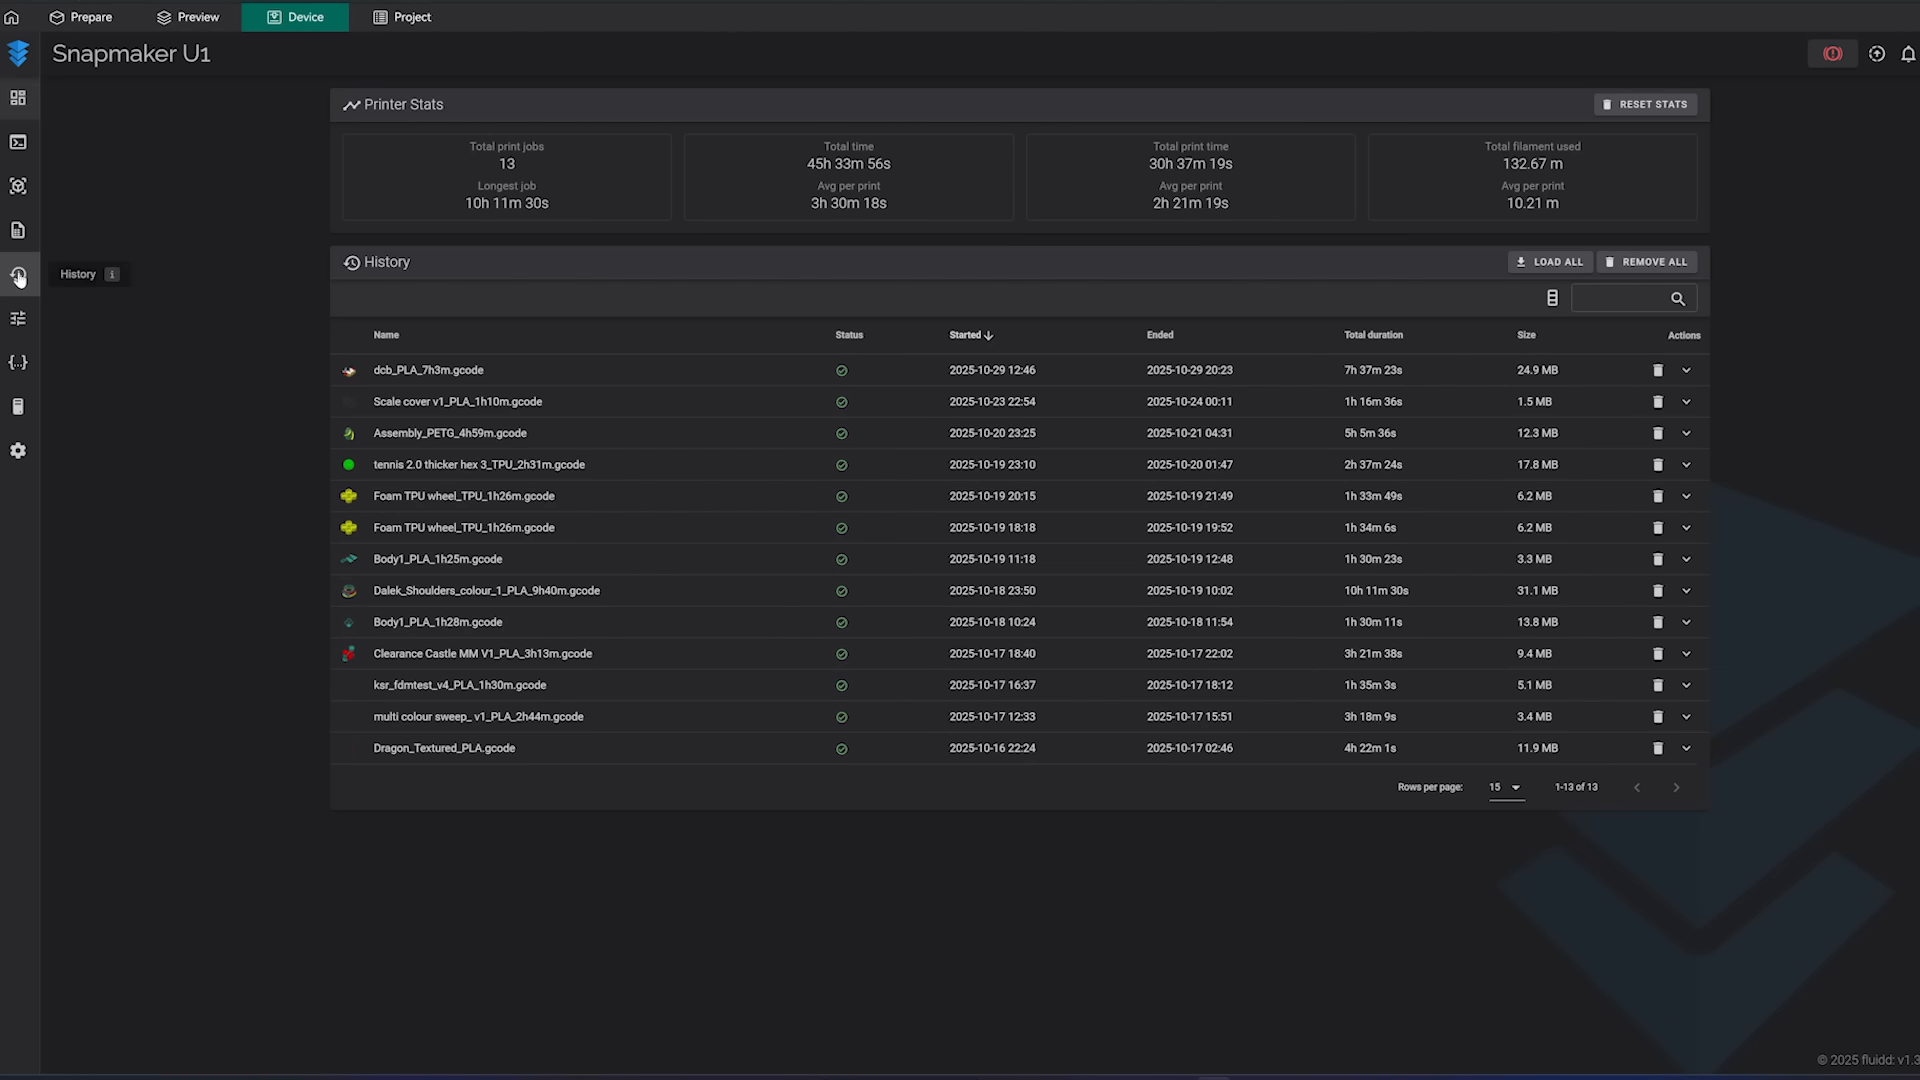 Prepare Preview Device Project
Snapmaker U1
Printer Stats RESET STATS
Total print jobs Total time Total print time Total filament used
13 45h 33m 56s 30h 37m 19s 132.67 m
Longest job Avg per print Avg per print Avg per print
10h 11m 30s 3h 30m 18s 2h 21m 19s 10.21 m
History
History LOAD ALL REMOVE ALL
Name Status Started Ended Total duration Size Actions
dcb_PLA_7h3m.gcode 2025-10-29 12:46 2025-10-29 20:23 7h 37m 23s 24.9 MB
Scale cover v1_PLA_1h10m.gcode 2025-10-23 22:54 2025-10-24 00:11 1h 16m 36s 1.5 MB
Assembly_PETG_4h59m.gcode 2025-10-20 23:25 2025-10-21 04:31 5h 5m 36s 12.3 MB
tennis 2.0 thicker hex 3_TPU_2h31m.gcode 2025-10-19 23:10 2025-10-20 01:47 2h 37m 24s 17.8 MB
Foam TPU wheel_TPU_1h26m.gcode 2025-10-19 20:15 2025-10-19 21:49 1h 33m 49s 6.2 MB
Foam TPU wheel_TPU_1h26m.gcode 2025-10-19 18:18 2025-10-19 19:52 1h 34m 6s 6.2 MB
Body1_PLA_1h25m.gcode 2025-10-19 11:18 2025-10-19 12:48 1h 30m 23s 3.3 MB
Dalek_Shoulders_colour_1_PLA_9h40m.gcode 2025-10-18 23:50 2025-10-19 10:02 10h 11m 30s 31.1 MB
Body1_PLA_1h28m.gcode 2025-10-18 10:24 2025-10-18 11:54 1h 30m 11s 13.8 MB
Clearance Castle MM V1_PLA_3h13m.gcode 2025-10-17 18:40 2025-10-17 22:02 3h 21m 38s 9.4 MB
ksr_fdmtest_v4_PLA_1h30m.gcode 2025-10-17 16:37 2025-10-17 18:12 1h 35m 3s 5.1 MB
multi colour sweep_ v1_PLA_2h44m.gcode 2025-10-17 12:33 2025-10-17 15:51 3h 18m 9s 3.4 MB
Dragon_Textured_PLA.gcode 2025-10-16 22:24 2025-10-17 02:46 4h 22m 1s 11.9 MB
Rows per page: 15 1-13 of 13
© 2025 fluidd: v1.3